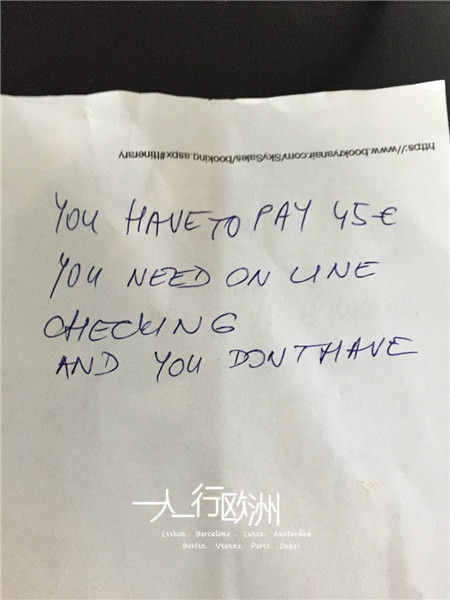 https://www.bookryanair.com/SkySales/booking.aspx#Itinerary
YOU HAVE TO PAY 45€
YOU NEED ON LINE
CHECKING
AND YOU DONT HAVE
一人行欧洲
Lisbon. Barcelona . Amsterdam
Berlin. Vienna. Paris. Dubai